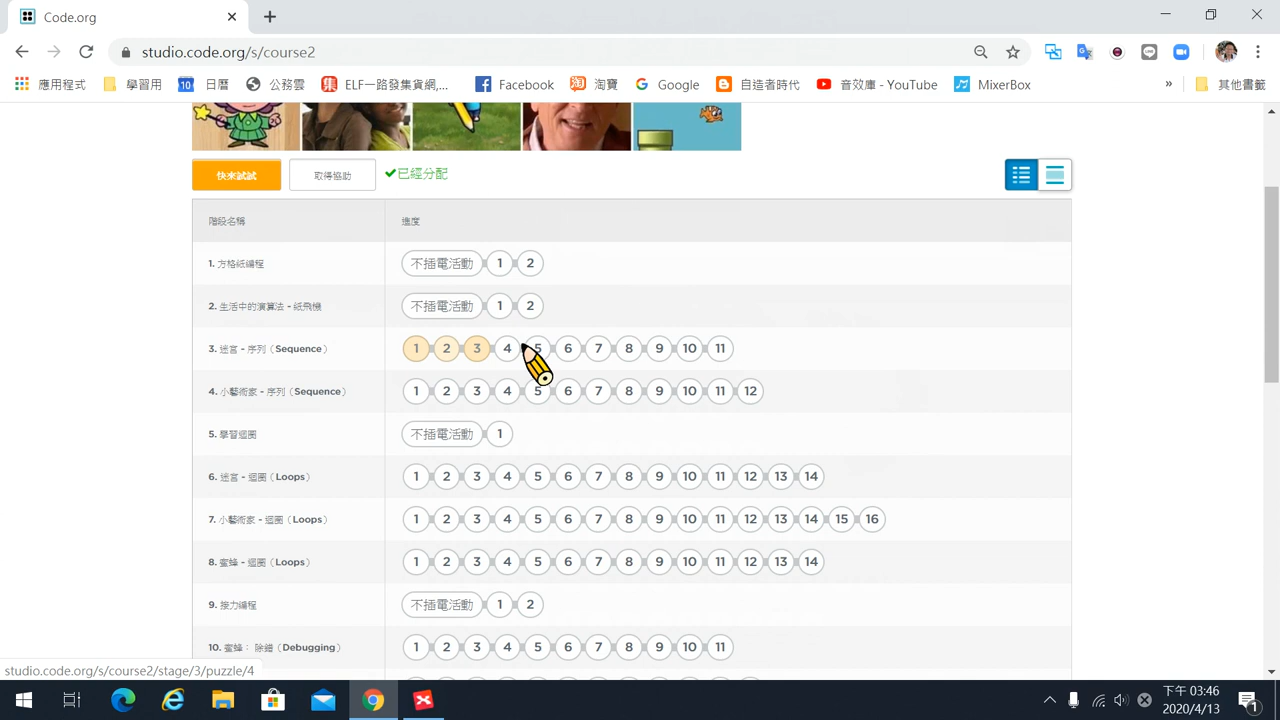 Code.org
studio.code.org/s/course2
應用程式 學習用 日曆 公務雲 ELF一路發集貨網,... Facebook 淘寶 Google 自造者時代 音效庫 - YouTube MixerBox » 其他書籤
快來試試 取得協助 已經分配
階段名稱 進度
1. 方格紙編程 不插電活動 1 2
2. 生活中的演算法 - 紙飛機 不插電活動 1 2
3. 迷宮 - 序列 (Sequence) 1 2 3 4 5 6 7 8 9 10 11
4. 小藝術家 - 序列 (Sequence) 1 2 3 4 5 6 7 8 9 10 11 12
5. 學習迴圈 不插電活動 1
6. 迷宮 - 迴圈 (Loops) 1 2 3 4 5 6 7 8 9 10 11 12 13 14
7. 小藝術家 - 迴圈 (Loops) 1 2 3 4 5 6 7 8 9 10 11 12 13 14 15 16
8. 蜜蜂 - 迴圈 (Loops) 1 2 3 4 5 6 7 8 9 10 11 12 13 14
9. 接力編程 不插電活動 1 2
10. 蜜蜂： 除錯 (Debugging) 1 2 3 4 5 6 7 8 9 10 11
studio.code.org/s/course2/stage/3/puzzle/4
下午 03:46
2020/4/13
1